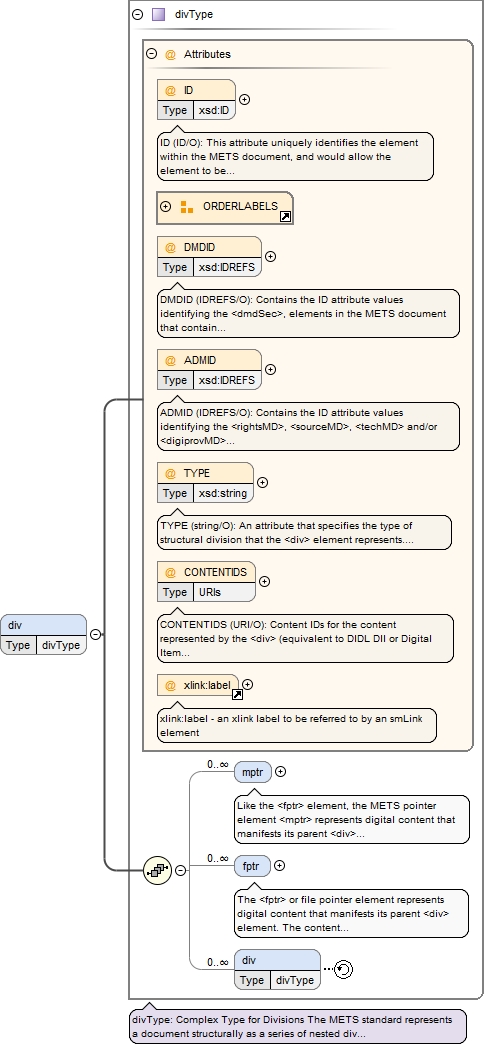 divType
Attributes
ID
Type xsd:ID
ID (ID/O): This attribute uniquely identifies the element
within the METS document, and would allow the
element to be...
ORDERLABELS
DMDID
Type xsd:IDREFS
DMDID (IDREFS/O): Contains the ID attribute values
identifying the <dmdSec>, elements in the METS document
that contain...
ADMID
Type xsd:IDREFS
ADMID (IDREFS/O): Contains the ID attribute values
identifying the <rightsMD>, <sourceMD>, <techMD> and/or
<digiprovMD>...
TYPE
Type xsd:string
TYPE (string/O): An attribute that specifies the type of
structural division that the <div> element represents....
CONTENTIDS
Type URIs
CONTENTIDS (URI/O): Content IDs for the content
represented by the <div> (equivalent to DIDL DII or Digital
Item...
div
Type divType
xlink:label
xlink:label - an xlink label to be referred to by an smLink
element
0..∞
mptr
Like the <fptr> element, the METS pointer
element <mptr> represents digital content that
manifests its parent <div>...
0..∞
fptr
The <fptr> or file pointer element represents
digital content that manifests its parent <div>
element. The content...
0..∞
div
Type divType
divType: Complex Type for Divisions The METS standard represents
a document structurally as a series of nested div...